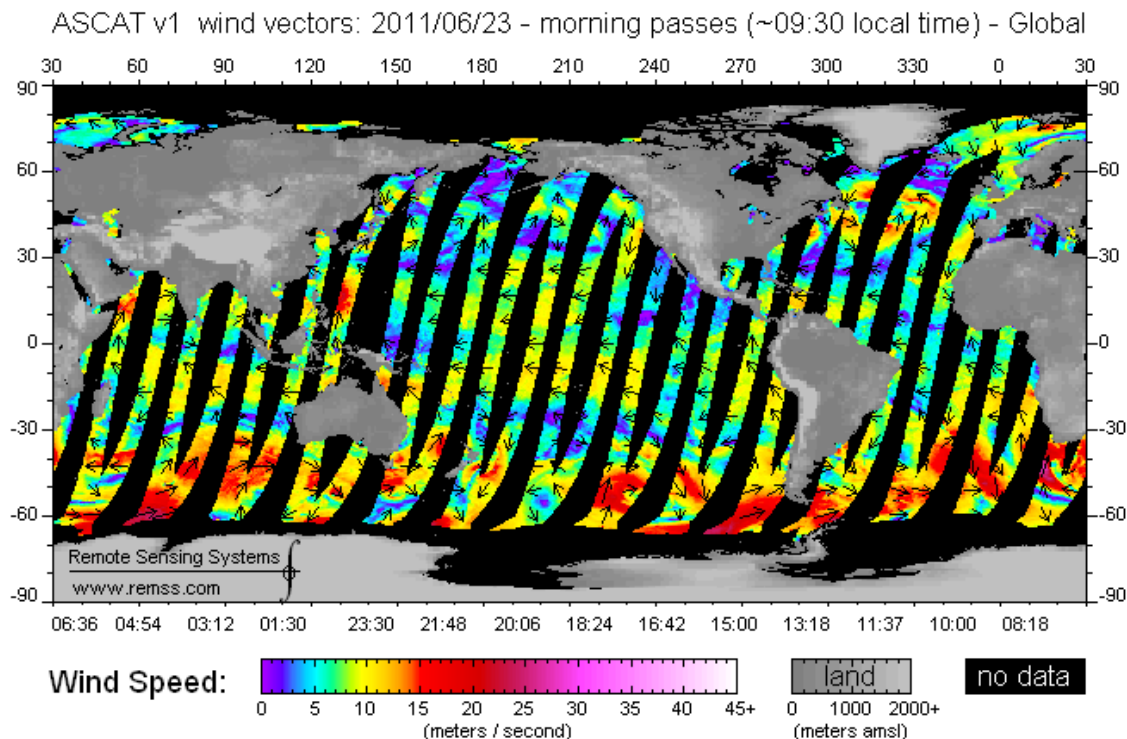 ASCAT v1 wind vectors: 2011/06/23 - morning passes (~09:30 local time) - Global
30 60 90 120 150 180 210 240 270 300 330 0 30
90 90
60 60
30 30
0 0
-30 -30
-60 -60
Remote Sensing Systems
www.remss.com
-90 -90
06:36 04:54 03:12 01:30 23:30 21:48 20:06 18:24 16:42 15:00 13:18 11:37 10:00 08:18
Wind Speed: land no data
0 5 10 15 20 25 30 35 40 45+ 0 1000 2000+
(meters / second) (meters amsl)